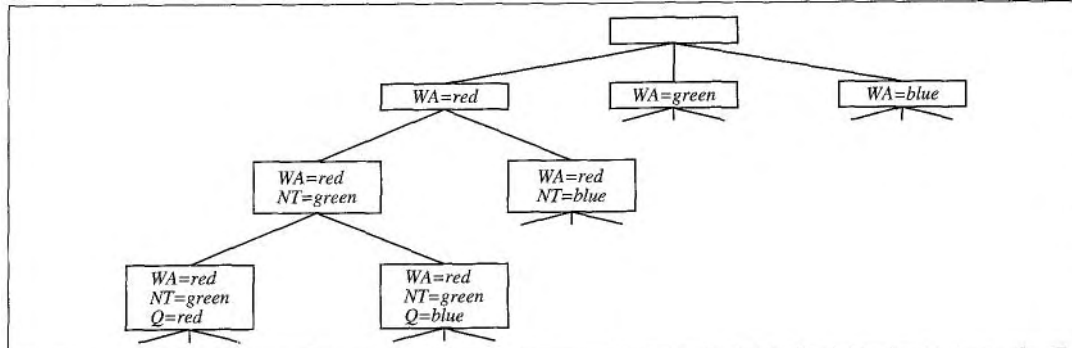 WA=red
WA=green
WA=blue
WA=red
NT=green
WA=red
NT=blue
WA=red
NT=green
Q=red
WA=red
NT=green
Q=blue